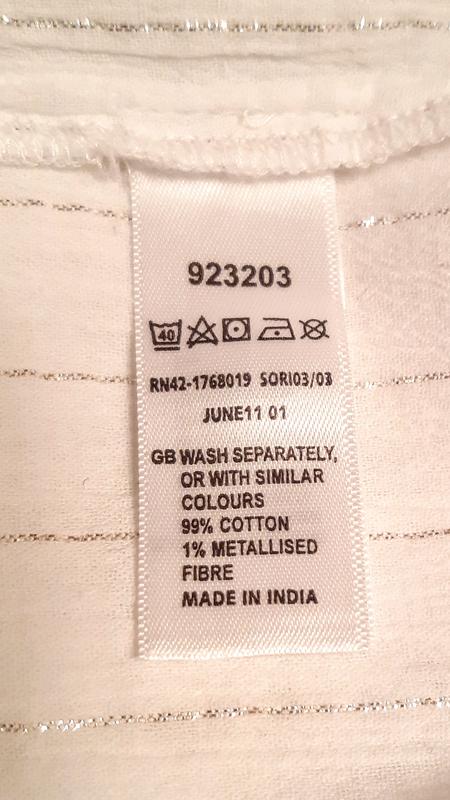 923203
40
RN42-1768019 SORI03/03
JUNE11 01
GB WASH SEPARATELY,
OR WITH SIMILAR
COLOURS
99% COTTON
1% METALLISED
FIBRE
MADE IN INDIA